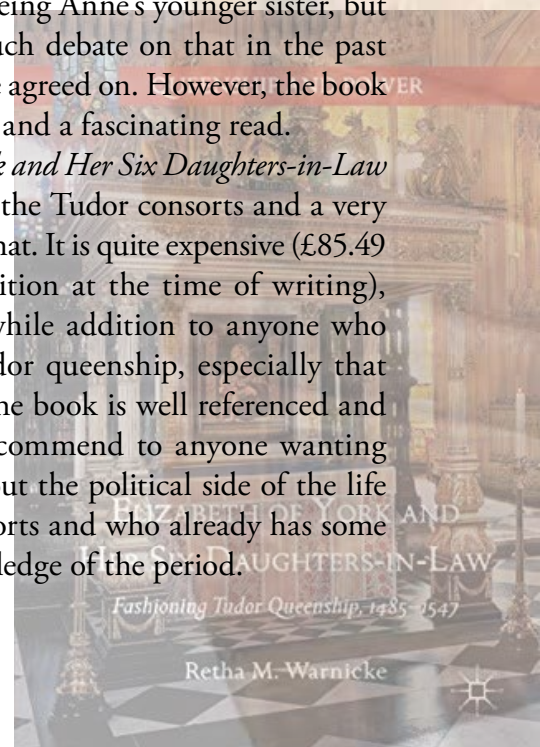 eing Anne's younger sister, but
uch debate on that in the past
agreed on. However, the book
and a fascinating read.
and Her Six Daughters-in-Law
the Tudor consorts and a very
hat. It is quite expensive (£85.49
ition at the time of writing),
while addition to anyone who
dor queenship, especially that
he book is well referenced and
commend to anyone wanting
out the political side of the life
orts and who already has some
ledge of the period.
AND POWER
ELIZABETH OF YORK AND
HER SIX DAUGHTERS-IN-LAW
Fashioning Tudor Queenship, 1485–1547
Retha M. Warnicke